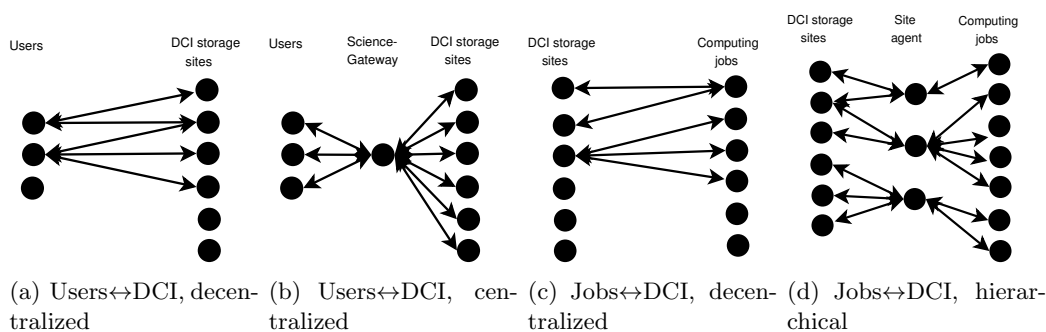 Users
DCI storage
sites
Users
Science-
Gateway
DCI storage
sites
DCI storage
sites
Computing
jobs
DCI storage
sites
Site
agent
Computing
jobs
(a) Users↔DCI, decen-
tralized
(b) Users↔DCI, cen-
tralized
(c) Jobs↔DCI, decen-
tralized
(d) Jobs↔DCI, hierar-
chical